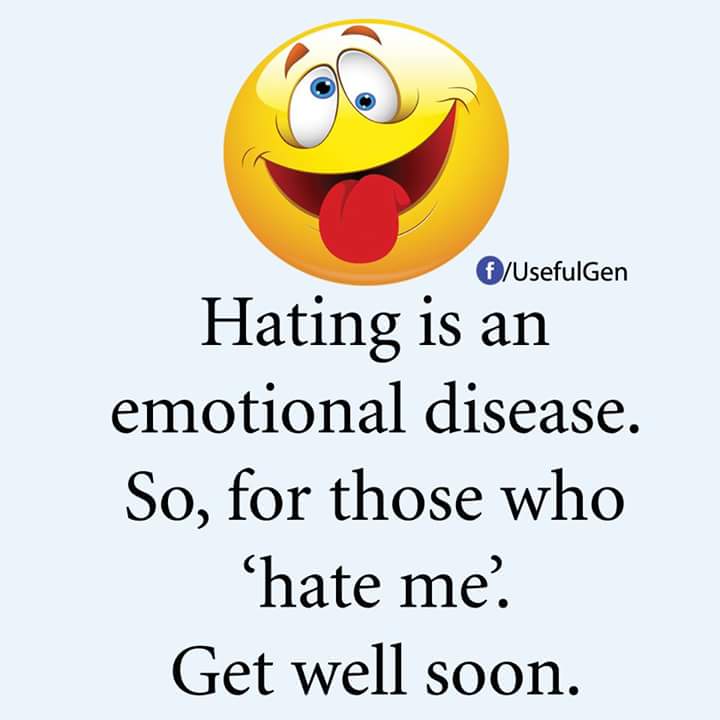 f/UsefulGen
Hating is an
emotional disease.
So, for those who
‘hate me’.
Get well soon.